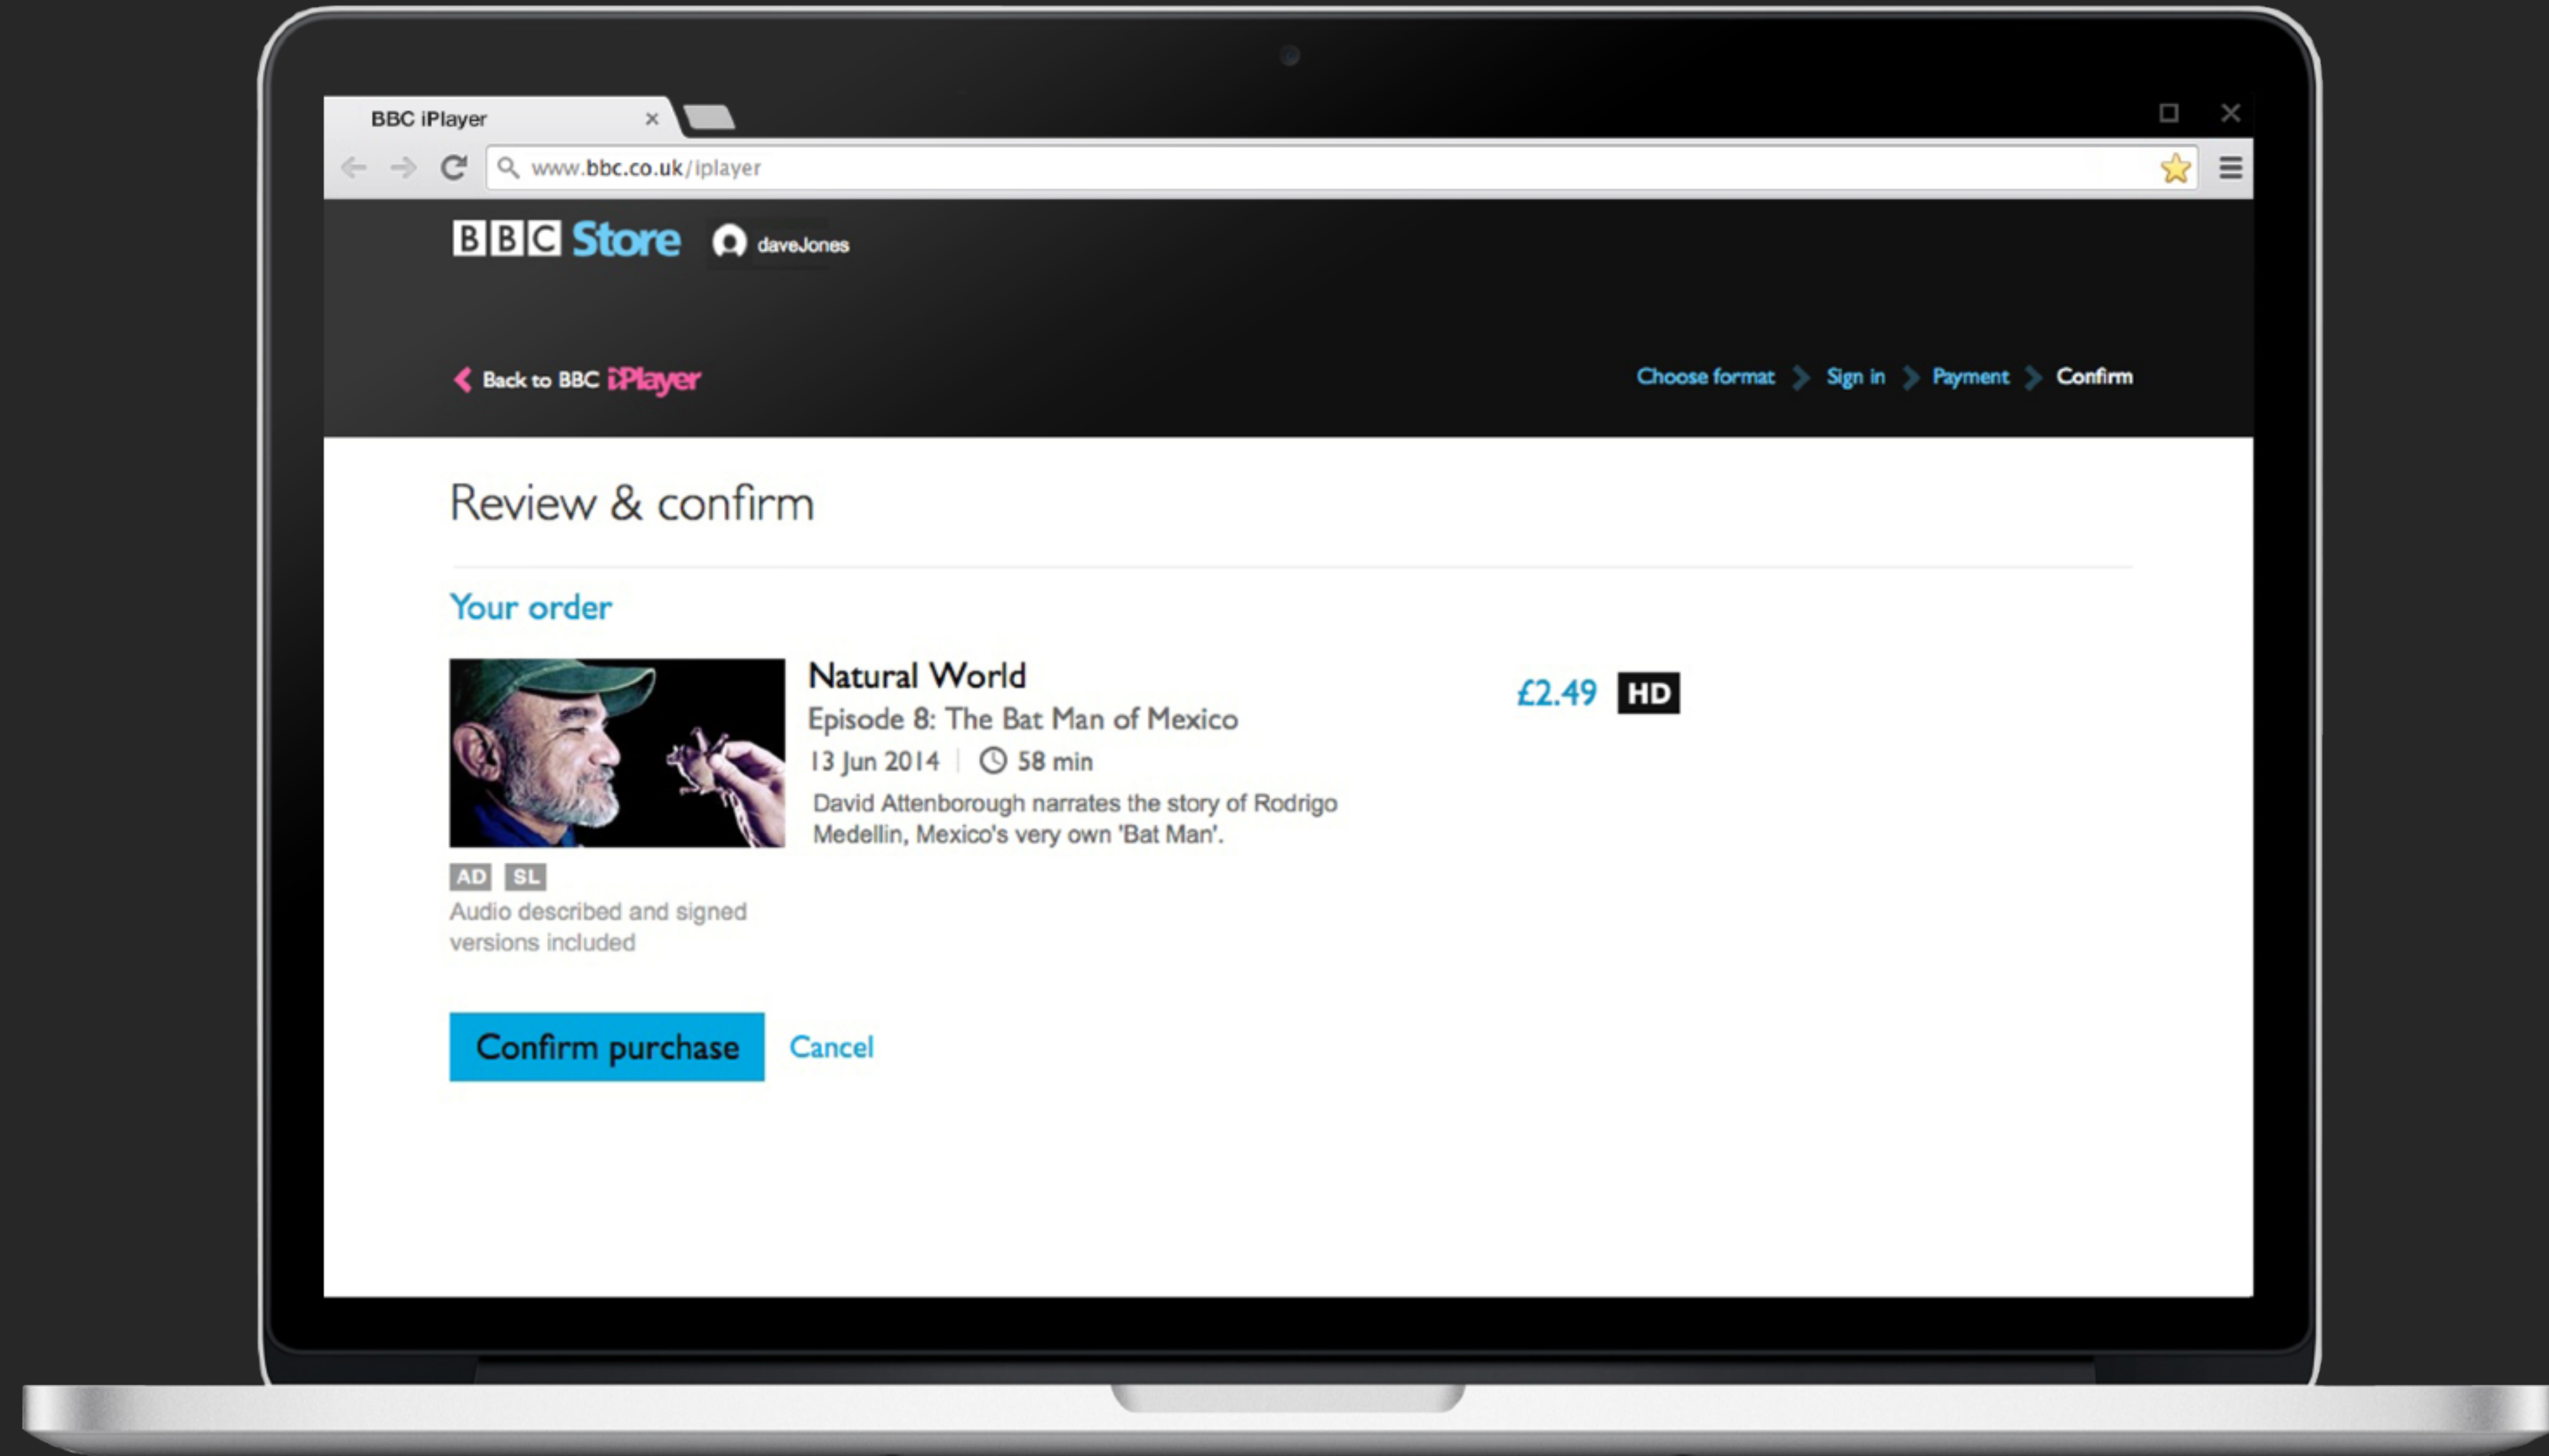 BBC iPlayer
www.bbc.co.uk/iplayer
BBC Store daveJones
Back to BBC iPlayer
Choose format Sign in Payment Confirm
Review & confirm
Your order
Natural World
Episode 8: The Bat Man of Mexico
13 Jun 2014 58 min
David Attenborough narrates the story of Rodrigo
Medellin, Mexico's very own 'Bat Man'.
£2.49 HD
AD SL
Audio described and signed
versions included
Confirm purchase Cancel